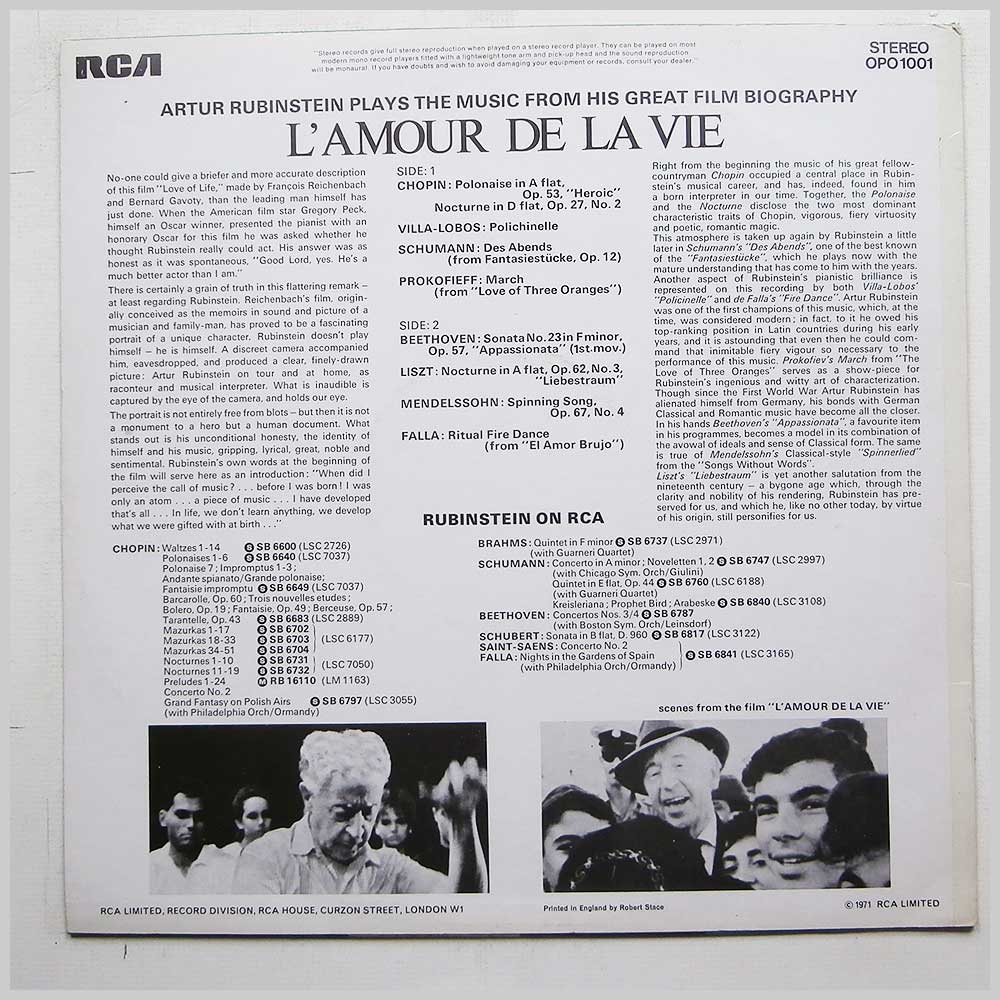 RCA
"Stereo records give full stereo reproduction when played on a stereo record player. They can be played on most
modern mono record players fitted with a lightweight tone arm and pick-up head and the sound reproduction
will be monaural. If you have doubts and wish to avoid damaging your equipment or records, consult your dealer."
STEREO
OPO1001
ARTUR RUBINSTEIN PLAYS THE MUSIC FROM HIS GREAT FILM BIOGRAPHY
L'AMOUR DE LA VIE
No-one could give a briefer and more accurate description
of this film "Love of Life," made by François Reichenbach
and Bernard Gavoty, than the leading man himself has
just done. When the American film star Gregory Peck,
himself an Oscar winner, presented the pianist with an
honorary Oscar for this film he was asked whether he
thought Rubinstein really could act. His answer was as
honest as it was spontaneous, "Good Lord, yes. He's a
much better actor than I am."
There is certainly a grain of truth in this flattering remark –
at least regarding Rubinstein. Reichenbach's film, origin-
ally conceived as the memoirs in sound and picture of a
musician and family-man, has proved to be a fascinating
portrait of a unique character. Rubinstein doesn't play
himself – he is himself. A discreet camera accompanied
him, eavesdropped, and produced a clear, finely-drawn
picture: Artur Rubinstein on tour and at home, as
raconteur and musical interpreter. What is inaudible is
captured by the eye of the camera, and holds our eye.
The portrait is not entirely free from blots – but then it is not
a monument to a hero but a human document. What
stands out is his unconditional honesty, the identity of
himself and his music, gripping, lyrical, great, noble and
sentimental. Rubinstein's own words at the beginning of
the film will serve here as an introduction: "When did I
perceive the call of music? . . . before I was born! I was
only an atom . . . a piece of music . . . I have developed
that's all . . . In life, we don't learn anything, we develop
what we were gifted with at birth . . ."
SIDE: 1
CHOPIN: Polonaise in A flat,
Op. 53, "Heroic"
Nocturne in D flat, Op. 27, No. 2
VILLA-LOBOS: Polichinelle
SCHUMANN: Des Abends
(from Fantasiestücke, Op. 12)
PROKOFIEFF: March
(from "Love of Three Oranges")
SIDE: 2
BEETHOVEN: Sonata No. 23 in F minor,
Op. 57, "Appassionata" (1st. mov.)
LISZT: Nocturne in A flat, Op. 62, No. 3,
"Liebestraum"
MENDELSSOHN: Spinning Song,
Op. 67, No. 4
FALLA: Ritual Fire Dance
(from "El Amor Brujo")
Right from the beginning the music of his great fellow-
countryman Chopin occupied a central place in Rubin-
stein's musical career, and has, indeed, found in him
a born interpreter in our time. Together, the Polonaise
and the Nocturne disclose the two most dominant
characteristic traits of Chopin, vigorous, fiery virtuosity
and poetic, romantic magic.
This atmosphere is taken up again by Rubinstein a little
later in Schumann's "Des Abends", one of the best known
of the "Fantasiestücke", which he plays now with the
mature understanding that has come to him with the years.
Another aspect of Rubinstein's pianistic brilliance is
represented on this recording by both Villa-Lobos'
"Policinelle" and de Falla's "Fire Dance". Artur Rubinstein
was one of the first champions of this music, which, at the
time, was considered modern; in fact, to it he owed his
top-ranking position in Latin countries during his early
years, and it is astounding that even then he could com-
mand that inimitable fiery vigour so necessary to the
performance of this music. Prokofiev's March from "The
Love of Three Oranges" serves as a show-piece for
Rubinstein's ingenious and witty art of characterization.
Though since the First World War Artur Rubinstein has
alienated himself from Germany, his bonds with German
Classical and Romantic music have become all the closer.
In his hands Beethoven's "Appassionata", a favourite item
in his programmes, becomes a model in its combination of
the avowal of ideals and sense of Classical form. The same
is true of Mendelssohn's Classical-style "Spinnerlied"
from the "Songs Without Words".
Liszt's "Liebestraum" is yet another salutation from the
nineteenth century – a bygone age which, through the
clarity and nobility of his rendering, Rubinstein has pre-
served for us, and which he, like no other today, by virtue
of his origin, still personifies for us.
RUBINSTEIN ON RCA
CHOPIN: Waltzes 1-14 S SB 6600 (LSC 2726)
Polonaises 1-6 S SB 6640 (LSC 7037)
Polonaise 7; Impromptus 1-3;
Andante spianato/Grande polonaise;
Fantaisie impromptu S SB 6649 (LSC 7037)
Barcarolle, Op. 60; Trois nouvelles etudes;
Bolero, Op. 19; Fantaisie, Op. 49; Berceuse, Op. 57;
Tarantelle, Op. 43 S SB 6683 (LSC 2889)
Mazurkas 1-17 S SB 6702
Mazurkas 18-33 S SB 6703 (LSC 6177)
Mazurkas 34-51 S SB 6704
Nocturnes 1-10 S SB 6731
Nocturnes 11-19 S SB 6732 (LSC 7050)
Preludes 1-24 M RB 16110 (LM 1163)
Concerto No. 2
Grand Fantasy on Polish Airs S SB 6797 (LSC 3055)
(with Philadelphia Orch/Ormandy)
BRAHMS: Quintet in F minor S SB 6737 (LSC 2971)
(with Guarneri Quartet)
SCHUMANN: Concerto in A minor; Noveletten 1, 2 S SB 6747 (LSC 2997)
(with Chicago Sym. Orch/Giulini)
Quintet in E flat, Op. 44 S SB 6760 (LSC 6188)
(with Guarneri Quartet)
Kreisleriana; Prophet Bird; Arabeske S SB 6840 (LSC 3108)
BEETHOVEN: Concertos Nos. 3/4 S SB 6787
(with Boston Sym. Orch/Leinsdorf)
SCHUBERT: Sonata in B flat, D. 960 S SB 6817 (LSC 3122)
SAINT-SAENS: Concerto No. 2
FALLA: Nights in the Gardens of Spain S SB 6841 (LSC 3165)
(with Philadelphia Orch/Ormandy)
scenes from the film "L'AMOUR DE LA VIE"
RCA LIMITED, RECORD DIVISION, RCA HOUSE, CURZON STREET, LONDON W1
Printed in England by Robert Stace
© 1971 RCA LIMITED